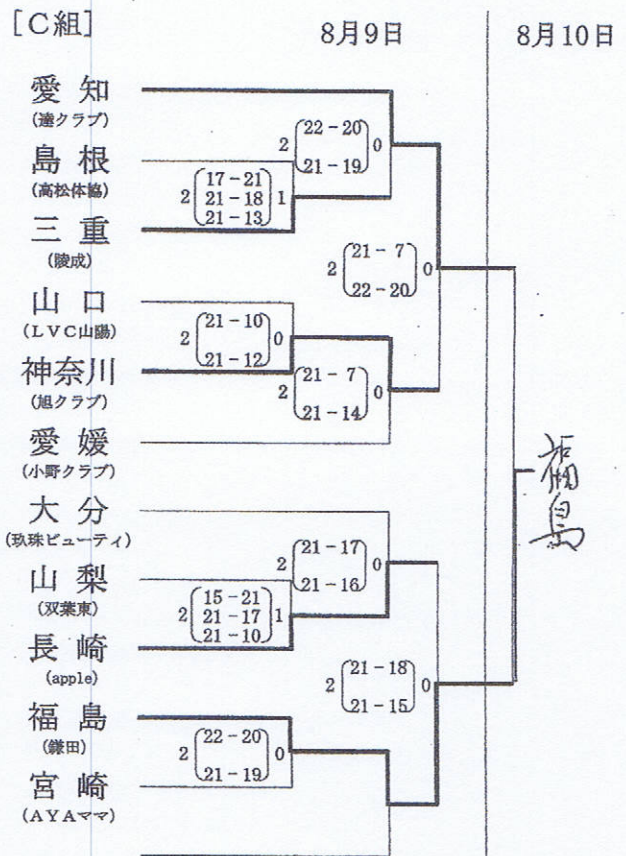 [C組]
8月9日
8月10日
愛知
(達クラブ)
2 22-20 0
21-19
島根
(高松体協)
17-21
2 21-18 1
21-13
三重
(陵成)
2 21-7 0
22-20
山口
(LVC山陽)
2 21-10 0
21-12
神奈川
(旭クラブ)
2 21-7 0
21-14
愛媛
(小野クラブ)
福島
大分
(玖珠ビューティ)
2 21-17 0
21-16
山梨
(双葉東)
15-21
2 21-17 1
21-10
長崎
(apple)
2 21-18 0
21-15
福島
(鎌田)
2 22-20 0
21-19
宮崎
(AYAママ)